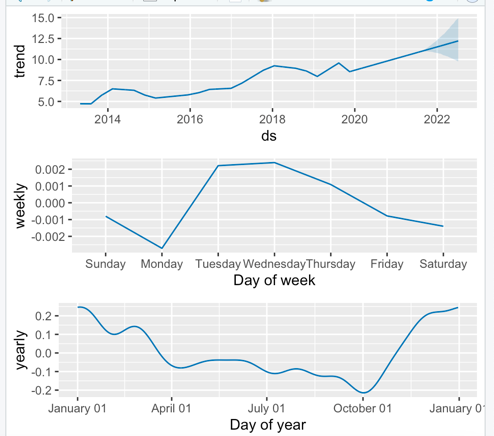 trend
15.0
12.5
10.0
7.5
5.0
2014 2016 2018 2020 2022
ds
weekly
0.002
0.001
0.000
-0.001
-0.002
Sunday Monday Tuesday Wednesday Thursday Friday Saturday
Day of week
yearly
0.2
0.1
0.0
-0.1
-0.2
January 01 April 01 July 01 October 01 January 01
Day of year